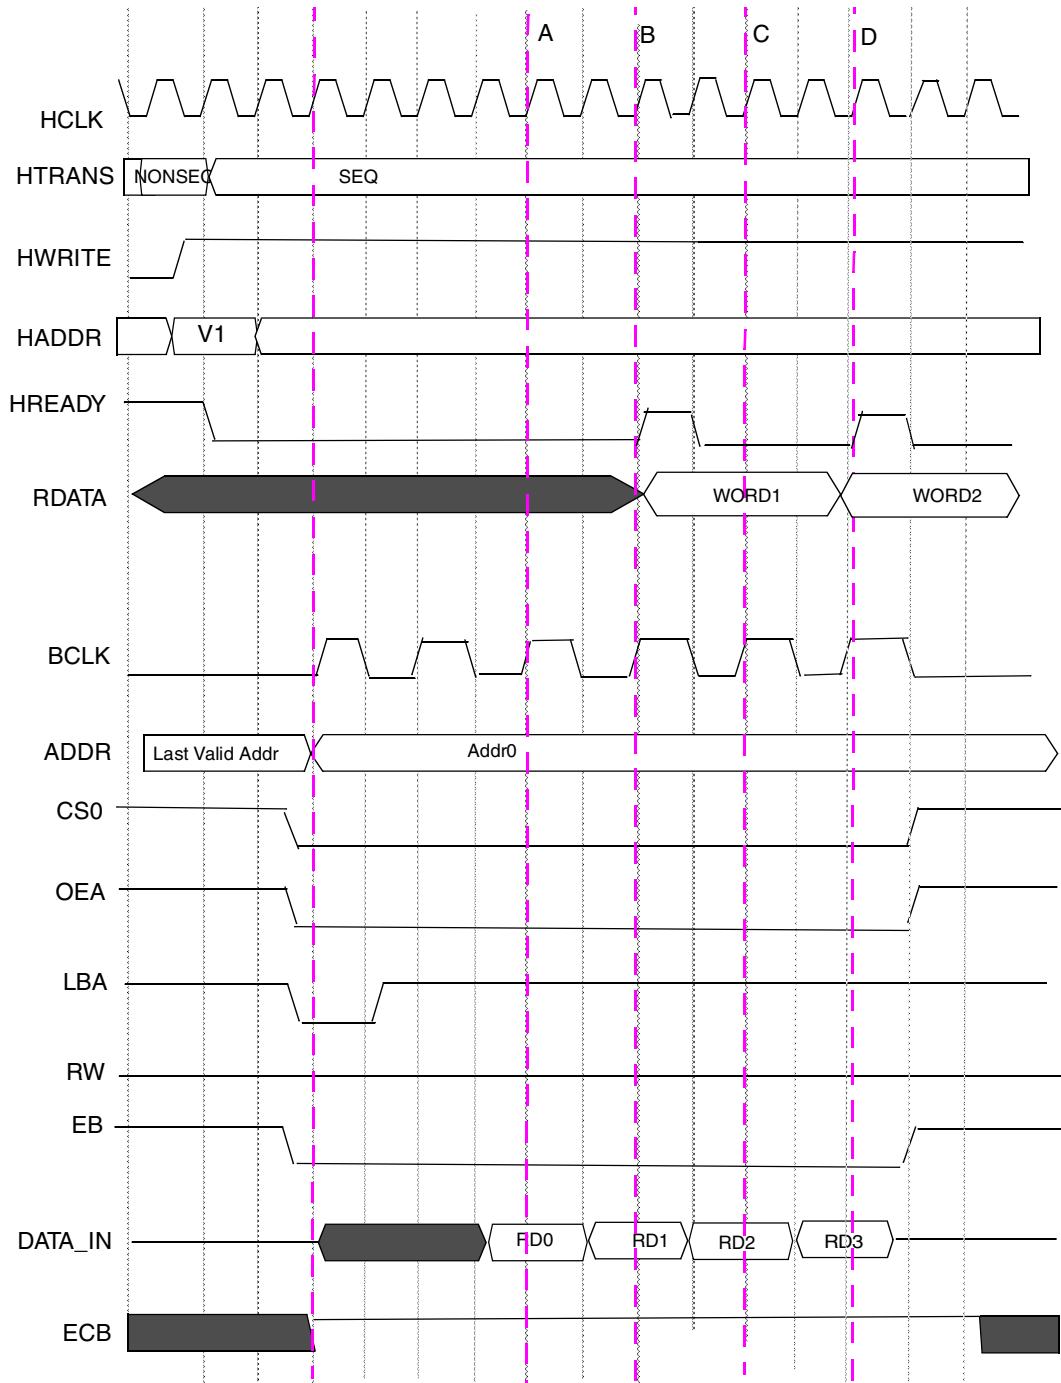 A B C D
HCLK
HTRANS NONSEQ SEQ
HWRITE
HADDR V1
HREADY
RDATA WORD1 WORD2
BCLK
ADDR Last Valid Addr Addr0
CS0
OEA
LBA
RW
EB
DATA_IN RD0 RD1 RD2 RD3
ECB